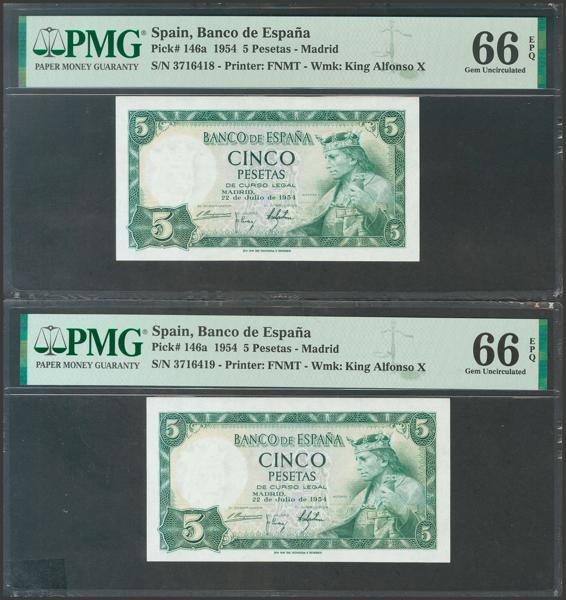 PMG®
PAPER MONEY GUARANTY
Spain, Banco de España
Pick# 146a 1954 5 Pesetas - Madrid
S/N 3716418 - Printer: FNMT - Wmk: King Alfonso X
66 EPQ
Gem Uncirculated
5 5
BANCO DE ESPAÑA
CINCO
PESETAS
DE CURSO LEGAL
MADRID,
22 de Julio de 1954
5 5
PMG®
PAPER MONEY GUARANTY
Spain, Banco de España
Pick# 146a 1954 5 Pesetas - Madrid
S/N 3716419 - Printer: FNMT - Wmk: King Alfonso X
66 EPQ
Gem Uncirculated
5 5
BANCO DE ESPAÑA
CINCO
PESETAS
DE CURSO LEGAL
MADRID,
22 de Julio de 1954
5 5